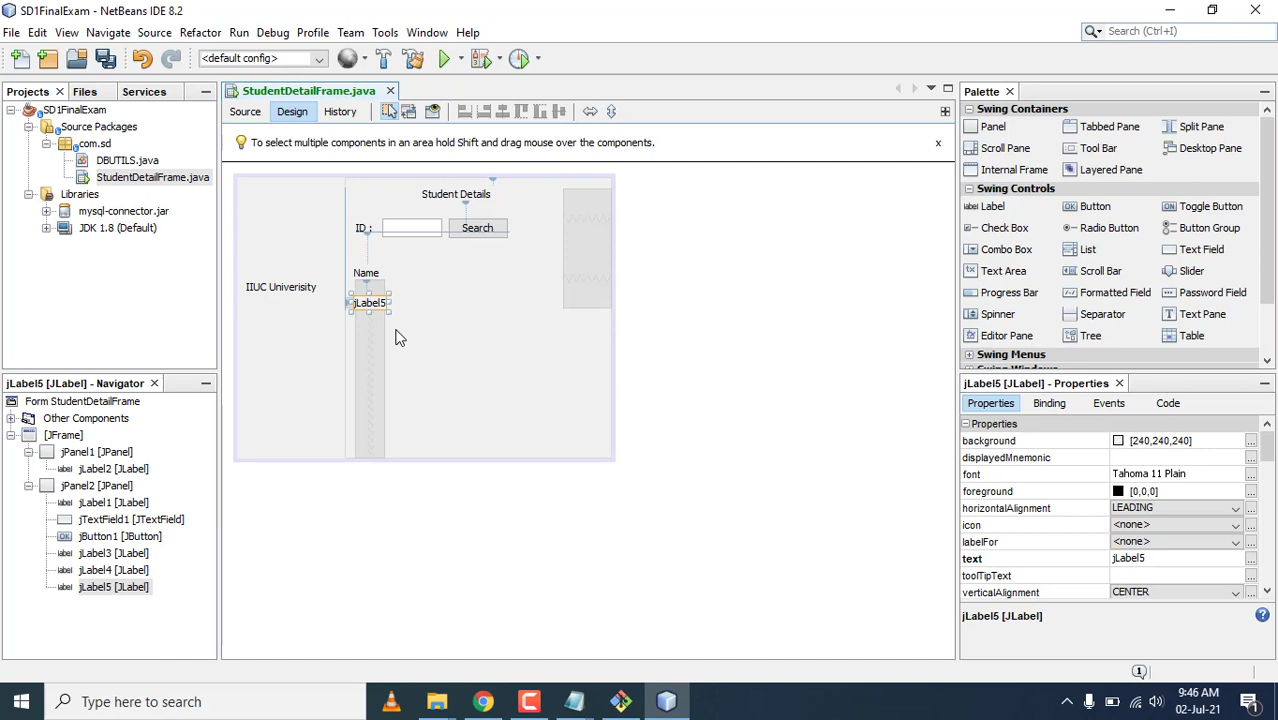 SD1FinalExam - NetBeans IDE 8.2
File Edit View Navigate Source Refactor Run Debug Profile Team Tools Window Help
Search (Ctrl+I)
<default config>
Projects Files Services
SD1FinalExam
Source Packages
com.sd
DBUTILS.java
StudentDetailFrame.java
Libraries
mysql-connector.jar
JDK 1.8 (Default)
StudentDetailFrame.java
Source Design History
To select multiple components in an area hold Shift and drag mouse over the components.
x
Student Details
ID :
Search
Name
IIUC Univerisity
jLabel5
Palette
Swing Containers
Panel Tabbed Pane Split Pane
Scroll Pane Tool Bar Desktop Pane
Internal Frame Layered Pane
Swing Controls
Label Button Toggle Button
Check Box Radio Button Button Group
Combo Box List Text Field
Text Area Scroll Bar Slider
Progress Bar Formatted Field Password Field
Spinner Separator Text Pane
Editor Pane Tree Table
Swing Menus
Swing Windows
jLabel5 [JLabel] - Navigator
Form StudentDetailFrame
Other Components
[JFrame]
jPanel1 [JPanel]
jLabel2 [JLabel]
jPanel2 [JPanel]
jLabel1 [JLabel]
jTextField1 [JTextField]
jButton1 [JButton]
jLabel3 [JLabel]
jLabel4 [JLabel]
jLabel5 [JLabel]
jLabel5 [JLabel] - Properties
Properties Binding Events Code
Properties
background [240,240,240] ...
displayedMnemonic ...
font Tahoma 11 Plain ...
foreground [0,0,0] ...
horizontalAlignment LEADING ...
icon <none> ...
labelFor <none> ...
text jLabel5 ...
toolTipText ...
verticalAlignment CENTER ...
jLabel5 [JLabel]
1
Type here to search
9:46 AM
02-Jul-21
1